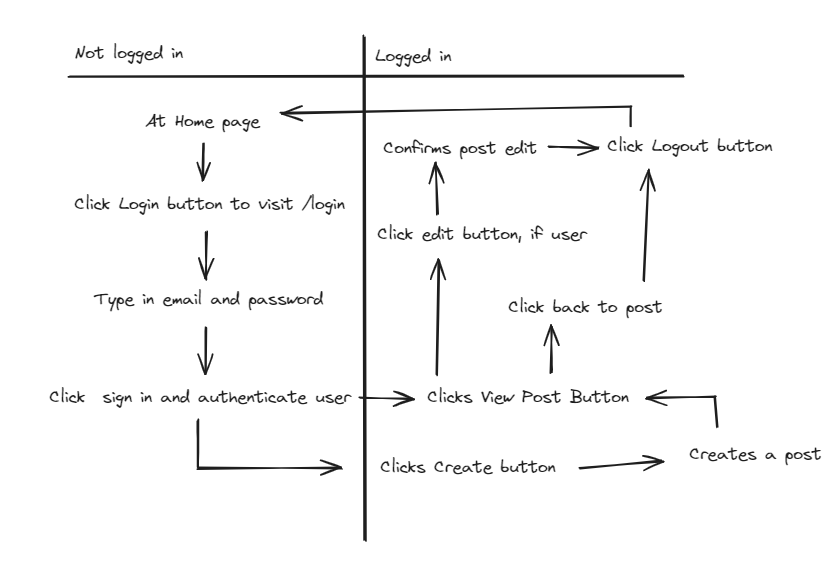 Not logged in
Logged in
At Home page
Confirms post edit
Click Logout button
Click Login button to visit /login
Click edit button, if user
Type in email and password
Click back to post
Click sign in and authenticate user
Clicks View Post Button
Clicks Create button
Creates a post